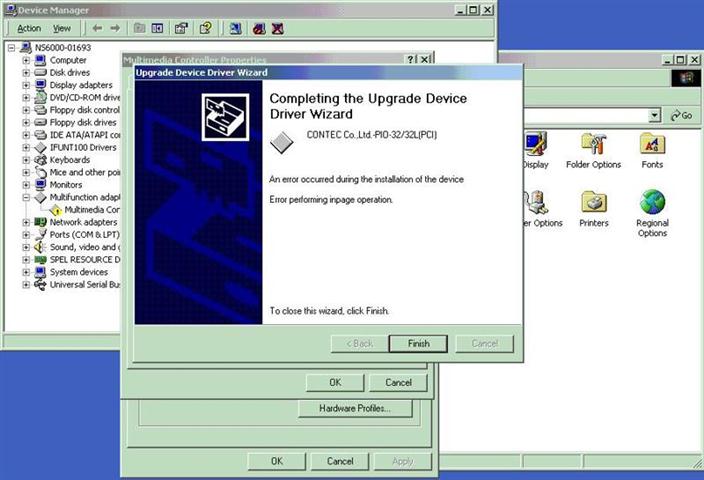 Device Manager
Action View
NS6000-01693
Computer
Disk drives
Display adapters
DVD/CD-ROM drive
Floppy disk control
Floppy disk drives
IDE ATA/ATAPI co
IFUNT100 Drivers
Keyboards
Mice and other poi
Monitors
Multifunction adapt
Multimedia Con
Network adapters
Ports (COM & LPT)
Sound, video and g
SPEL RESOURCE D
System devices
Universal Serial Bu
Multimedia Controller Properties
Upgrade Device Driver Wizard
Completing the Upgrade Device
Driver Wizard
CONTEC Co.,Ltd.-PIO-32/32L(PCI)
An error occurred during the installation of the device
Error performing inpage operation.
To close this wizard, click Finish.
< Back
Finish
Cancel
OK
Cancel
Hardware Profiles...
OK
Cancel
Apply
Go
Display
Folder Options
Fonts
er Options
Printers
Regional
Options